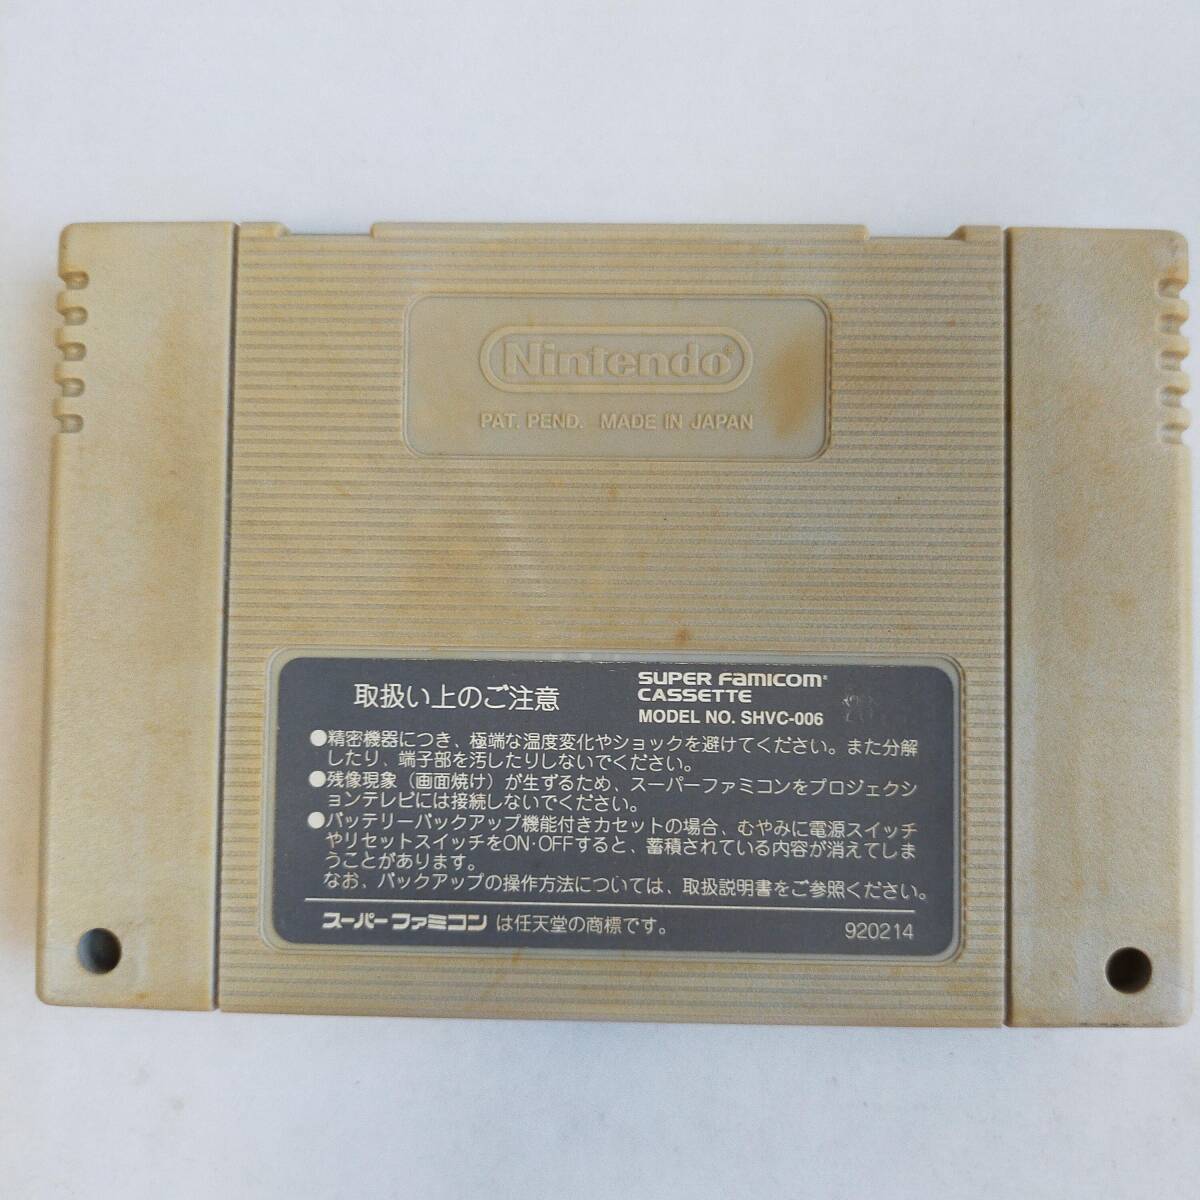 Nintendo®
PAT. PEND. MADE IN JAPAN
取扱い上のご注意
SUPER FAMICOM®
CASSETTE
MODEL NO. SHVC-006
●精密機器につき、極端な温度変化やショックを避けてください。また分解
したり、端子部を汚したりしないでください。
●残像現象（画面焼け）が生ずるため、スーパーファミコンをプロジェクシ
ョンテレビには接続しないでください。
●バッテリーバックアップ機能付きカセットの場合、むやみに電源スイッチ
やリセットスイッチをON・OFFすると、蓄積されている内容が消えてしま
うことがあります。
なお、バックアップの操作方法については、取扱説明書をご参照ください。
スーパーファミコン は任天堂の商標です。
920214